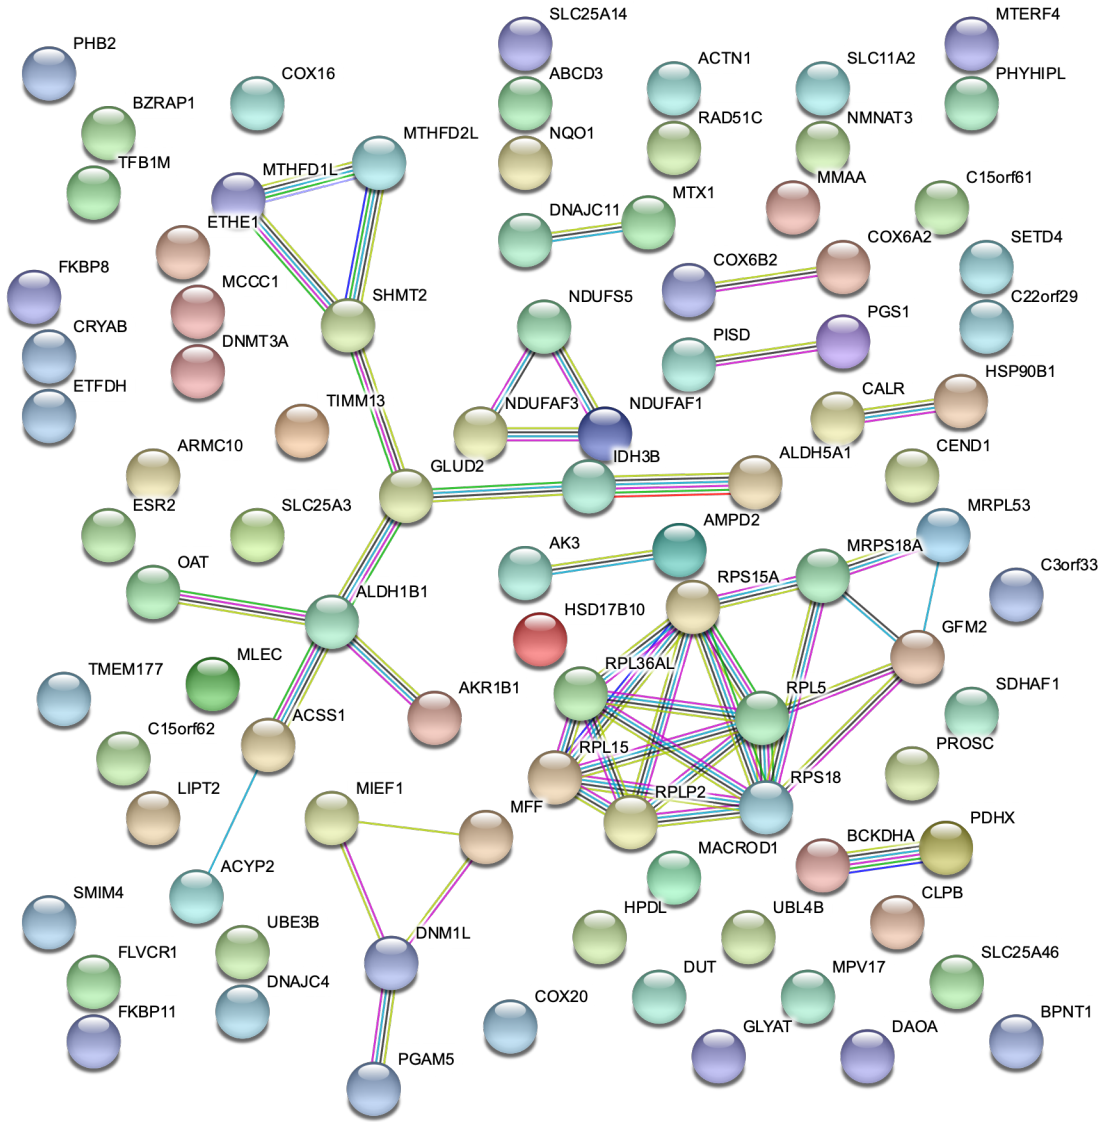 SLC25A14
MTERF4
PHB2
ACTN1
SLC11A2
COX16
ABCD3
PHYHIPL
BZRAP1
RAD51C
NMNAT3
MTHFD2L
NQO1
TFB1M
MTHFD1L
MMAA
C15orf61
MTX1
DNAJC11
ETHE1
COX6A2
SETD4
COX6B2
FKBP8
MCCC1
SHMT2
NDUFS5
C22orf29
PGS1
CRYAB
PISD
DNMT3A
HSP90B1
ETFDH
CALR
TIMM13
NDUFAF3
NDUFAF1
ARMC10
ALDH5A1
CEND1
IDH3B
GLUD2
ESR2
SLC25A3
MRPL53
AMPD2
AK3
MRPS18A
OAT
C3orf33
RPS15A
ALDH1B1
HSD17B10
GFM2
RPL36AL
TMEM177
MLEC
AKR1B1
RPL5
SDHAF1
ACSS1
C15orf62
PROSC
RPL15
RPS18
LIPT2
MIEF1
RPLP2
MFF
PDHX
BCKDHA
MACROD1
ACYP2
SMIM4
CLPB
HPDL
UBL4B
UBE3B
DNM1L
FLVCR1
SLC25A46
DUT
MPV17
DNAJC4
COX20
FKBP11
BPNT1
GLYAT
DAOA
PGAM5